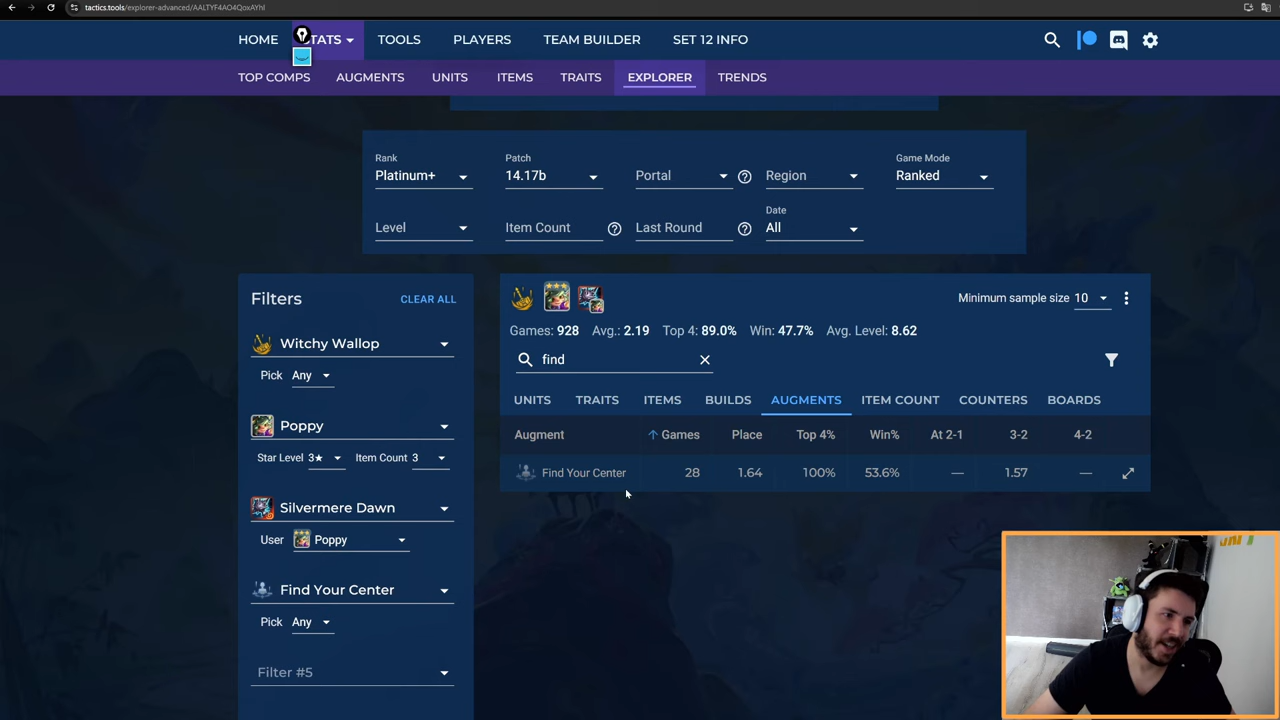 tactics.tools/explorer-advanced/AALTYF4AO4QoxAYhI
HOME TATS TOOLS PLAYERS TEAM BUILDER SET 12 INFO
TOP COMPS AUGMENTS UNITS ITEMS TRAITS EXPLORER TRENDS
Rank Patch Game Mode
Platinum+ 14.17b Portal Region Ranked
Date
Level Item Count Last Round All
Filters CLEAR ALL
Witchy Wallop
Pick Any
Poppy
Star Level 3★ Item Count 3
Silvermere Dawn
User Poppy
Find Your Center
Pick Any
Filter #5
Minimum sample size 10
Games: 928 Avg.: 2.19 Top 4: 89.0% Win: 47.7% Avg. Level: 8.62
find
UNITS TRAITS ITEMS BUILDS AUGMENTS ITEM COUNT COUNTERS BOARDS
Augment ↑ Games Place Top 4% Win% At 2-1 3-2 4-2
Find Your Center 28 1.64 100% 53.6% — 1.57 —